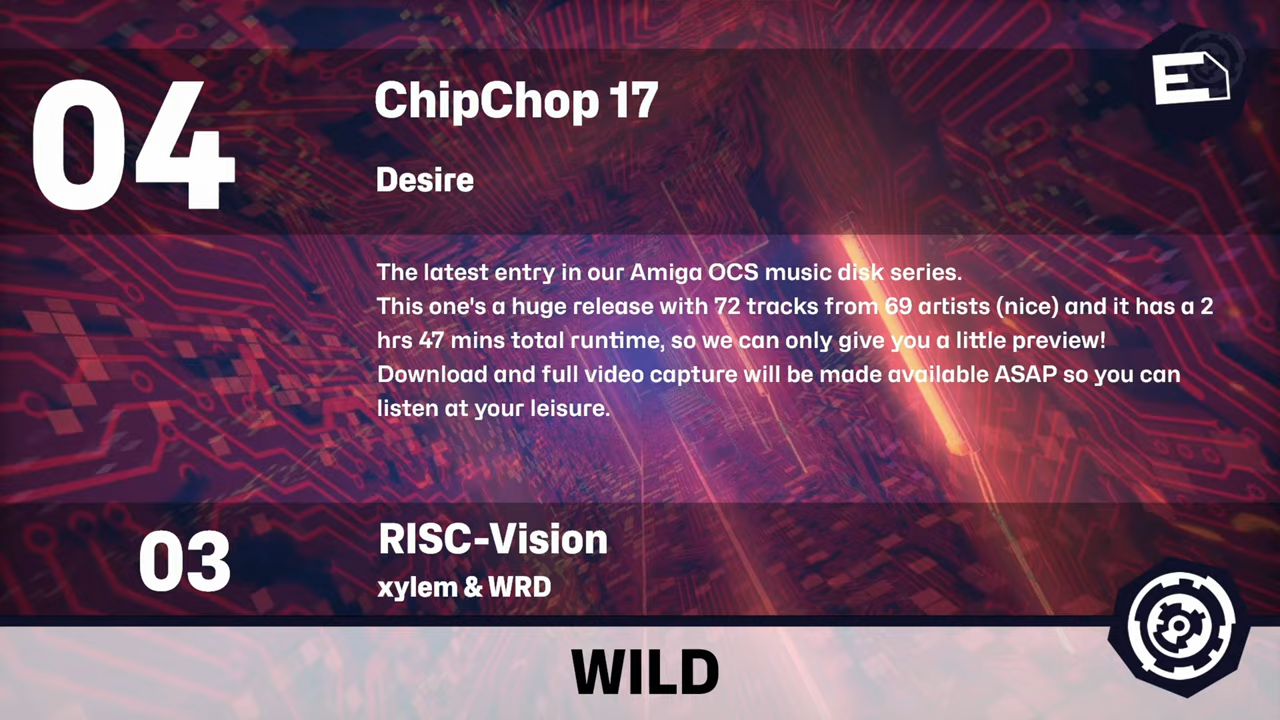 04
ChipChop 17
Desire
The latest entry in our Amiga OCS music disk series.
This one's a huge release with 72 tracks from 69 artists (nice) and it has a 2
hrs 47 mins total runtime, so we can only give you a little preview!
Download and full video capture will be made available ASAP so you can
listen at your leisure.
03
RISC-Vision
xylem & WRD
WILD